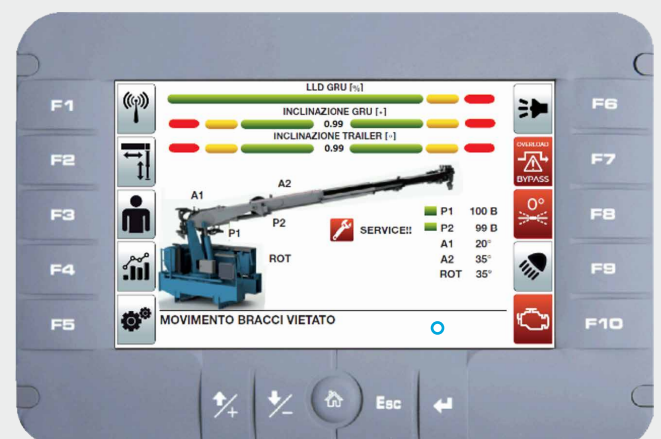 LLD GRU [%]
F1
F6
INCLINAZIONE GRU [°]
0.99
INCLINAZIONE TRAILER [°]
0.99
OVERLOAD
BYPASS
F2
F7
A1
A2
P1
P2
ROT
F3
F8
0°
SERVICE!!
P1 100 B
P2 99 B
A1 20°
A2 35°
ROT 35°
F4
F9
MOVIMENTO BRACCI VIETATO
F5
F10
+
−
Esc